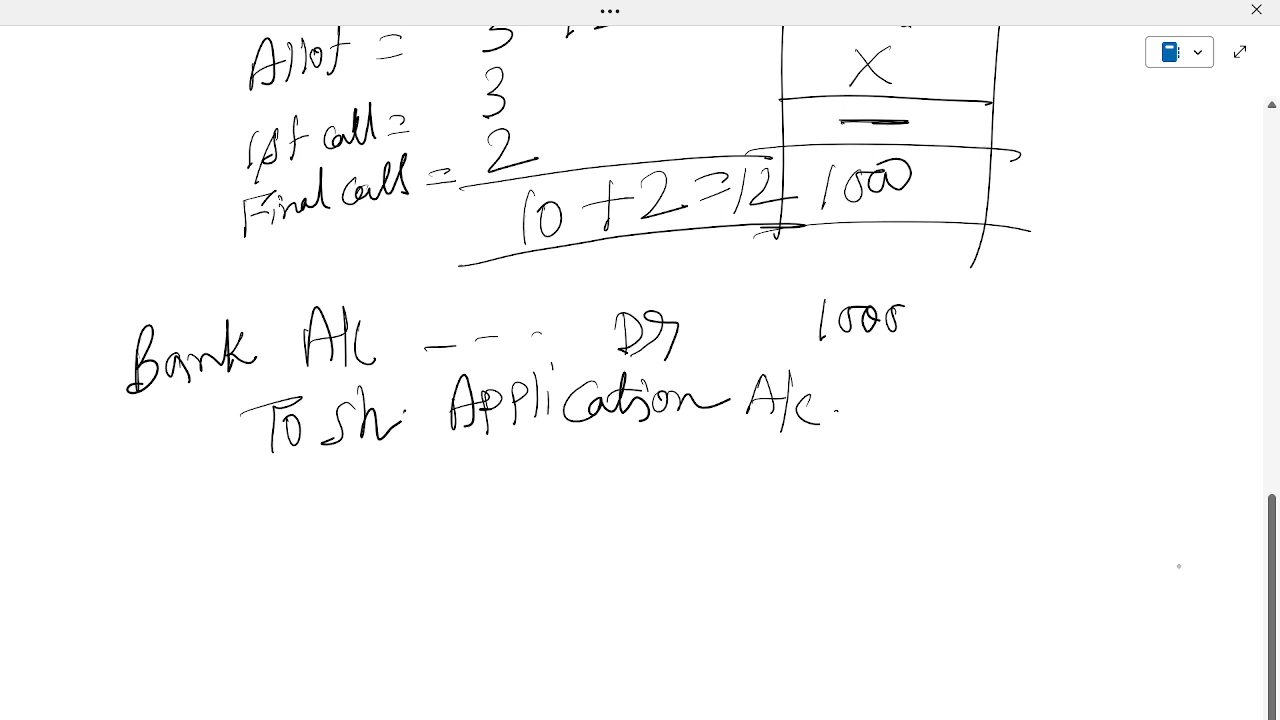 Allot =
3
X
1st call =
3
Final call =
2
10 + 2 = 12
1000
Bank A/c - - - Dr
1000
To Sh. Application A/c.